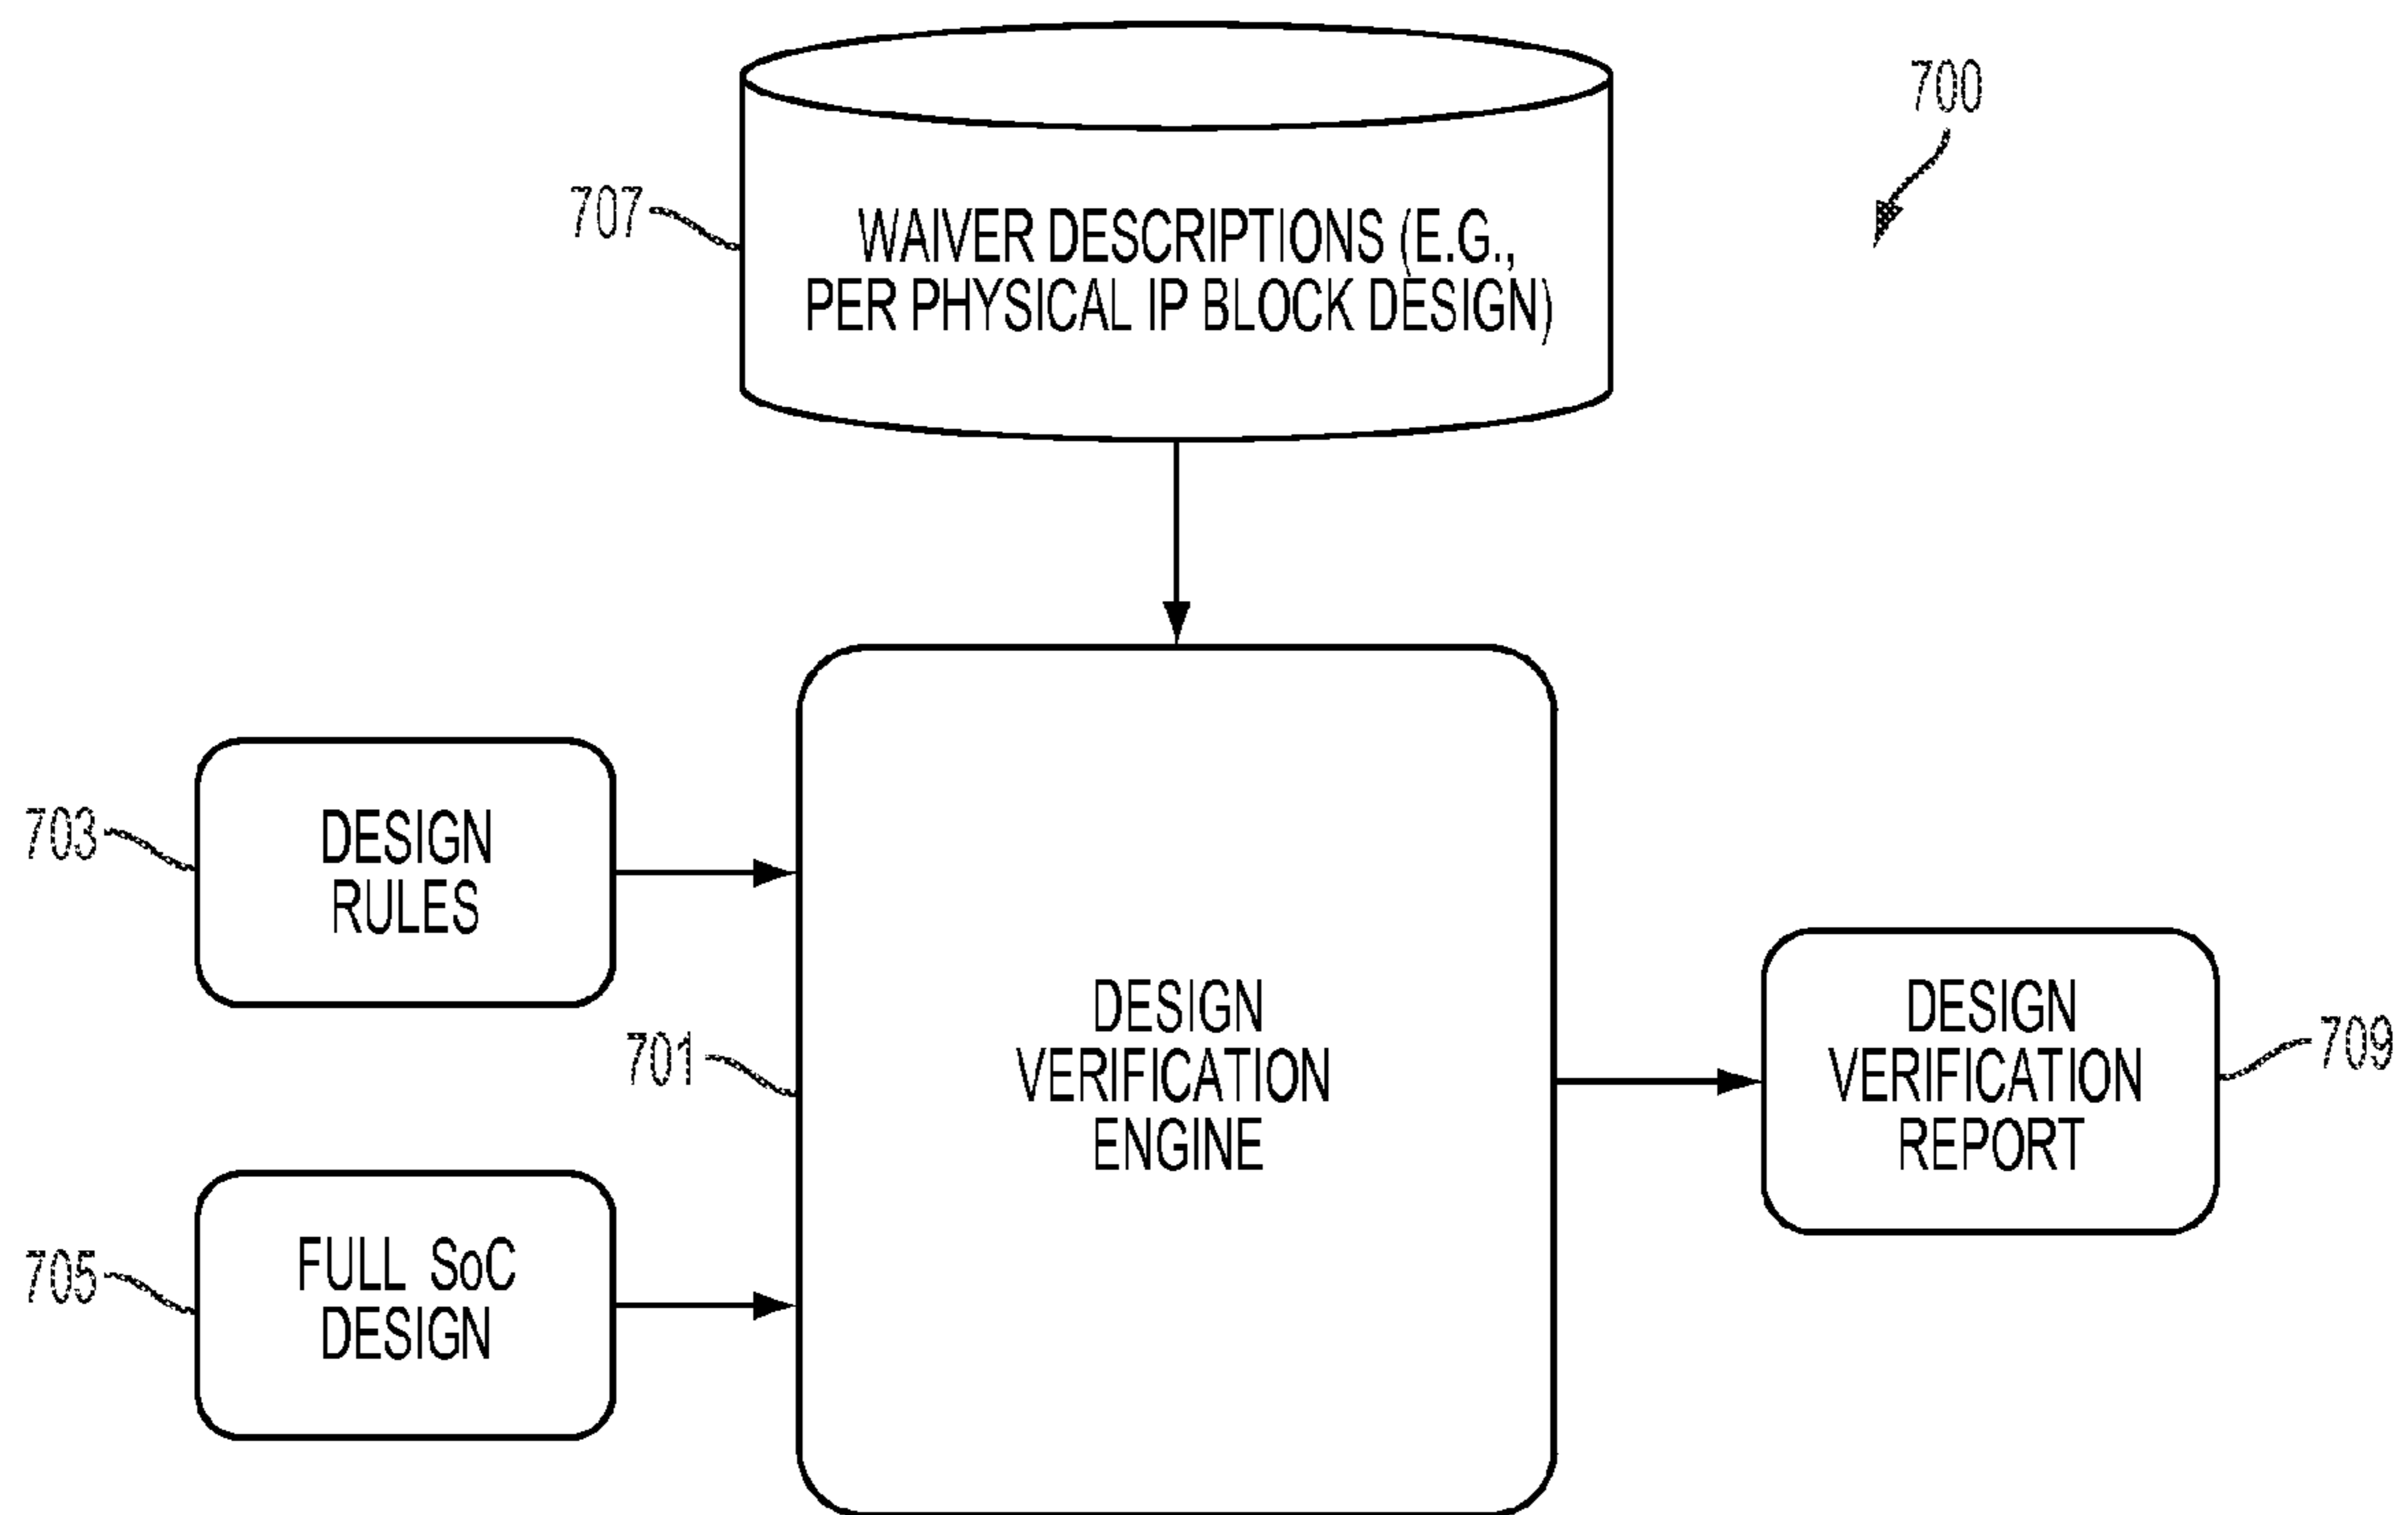 700
707
WAIVER DESCRIPTIONS (E.G.,
PER PHYSICAL IP BLOCK DESIGN)
703
DESIGN
RULES
701
DESIGN
VERIFICATION
ENGINE
DESIGN
VERIFICATION
REPORT
709
705
FULL SoC
DESIGN